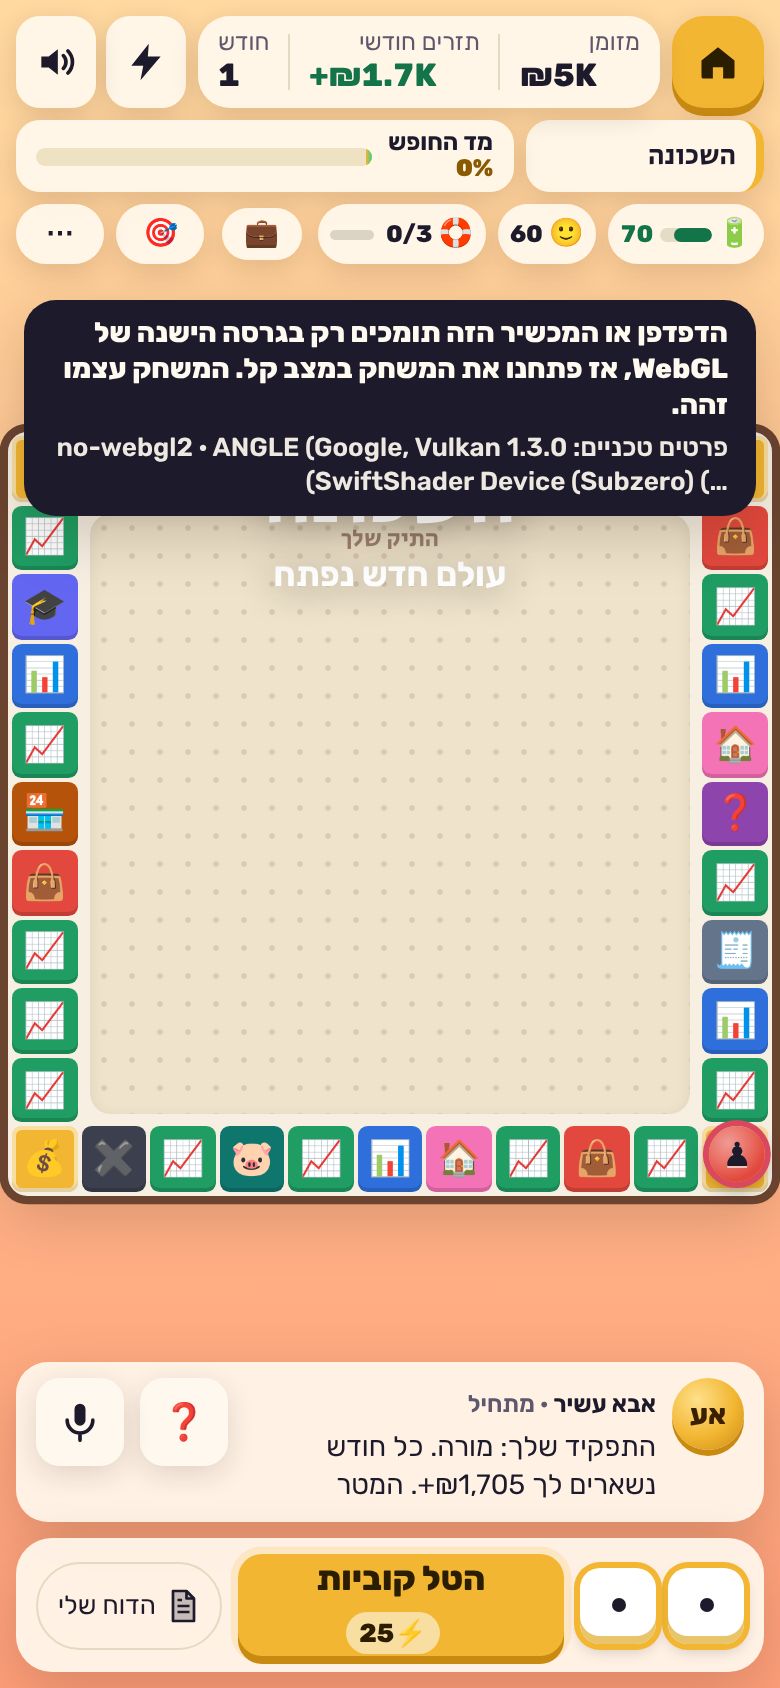 מזומן
₪5K
תזרים חודשי
+₪1.7K
חודש
1
השכונה
מד החופש
0%
70
60
0/3
...
הדפדפן או המכשיר הזה תומכים רק בגרסה הישנה של
WebGL, אז פתחנו את המשחק במצב קל. המשחק עצמו
זהה.
פרטים טכניים: no-webgl2 • ANGLE (Google, Vulkan 1.3.0
(SwiftShader Device (Subzero) (…
התיק שלך
עולם חדש נפתח
24
אע
אבא עשיר • מתחיל
התפקיד שלך: מורה. כל חודש
נשארים לך ₪1,705+. המטר
הטל קוביות
25⚡
הדוח שלי